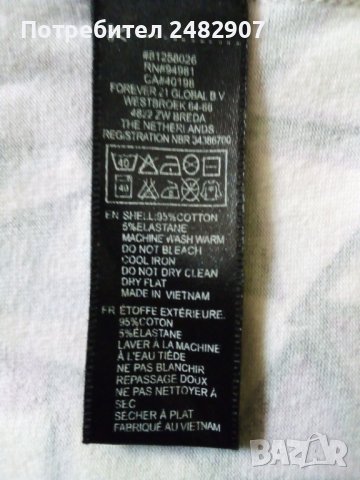 Потребител 2482907
#81258026
RN#94981
CA#40198
FOREVER 21 GLOBAL B.V
WESTBROEK 64-66
4822 ZW BREDA
THE NETHERLANDS
REGISTRATION NBR 34386700
40
40
EN SHELL:95%COTTON
5%ELASTANE
MACHINE WASH WARM
DO NOT BLEACH
COOL IRON
DO NOT DRY CLEAN
DRY FLAT
MADE IN VIETNAM
FR ÉTOFFE EXTÉRIEURE:
95%COTON
5%ÉLASTANE
LAVER À LA MACHINE
À L'EAU TIÈDE
NE PAS BLANCHIR
REPASSAGE DOUX
NE PAS NETTOYER À
SEC
SÉCHER À PLAT
FABRIQUÉ AU VIETNAM
BAZAR